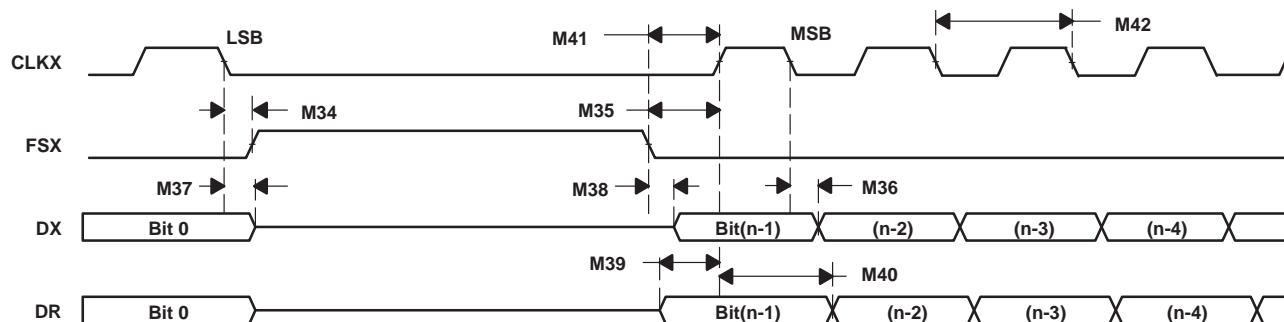 LSB
M41
MSB
M42
CLKX
M34
M35
FSX
M37
M38
M36
DX
Bit 0
Bit(n-1)
(n-2)
(n-3)
(n-4)
M39
M40
DR
Bit 0
Bit(n-1)
(n-2)
(n-3)
(n-4)